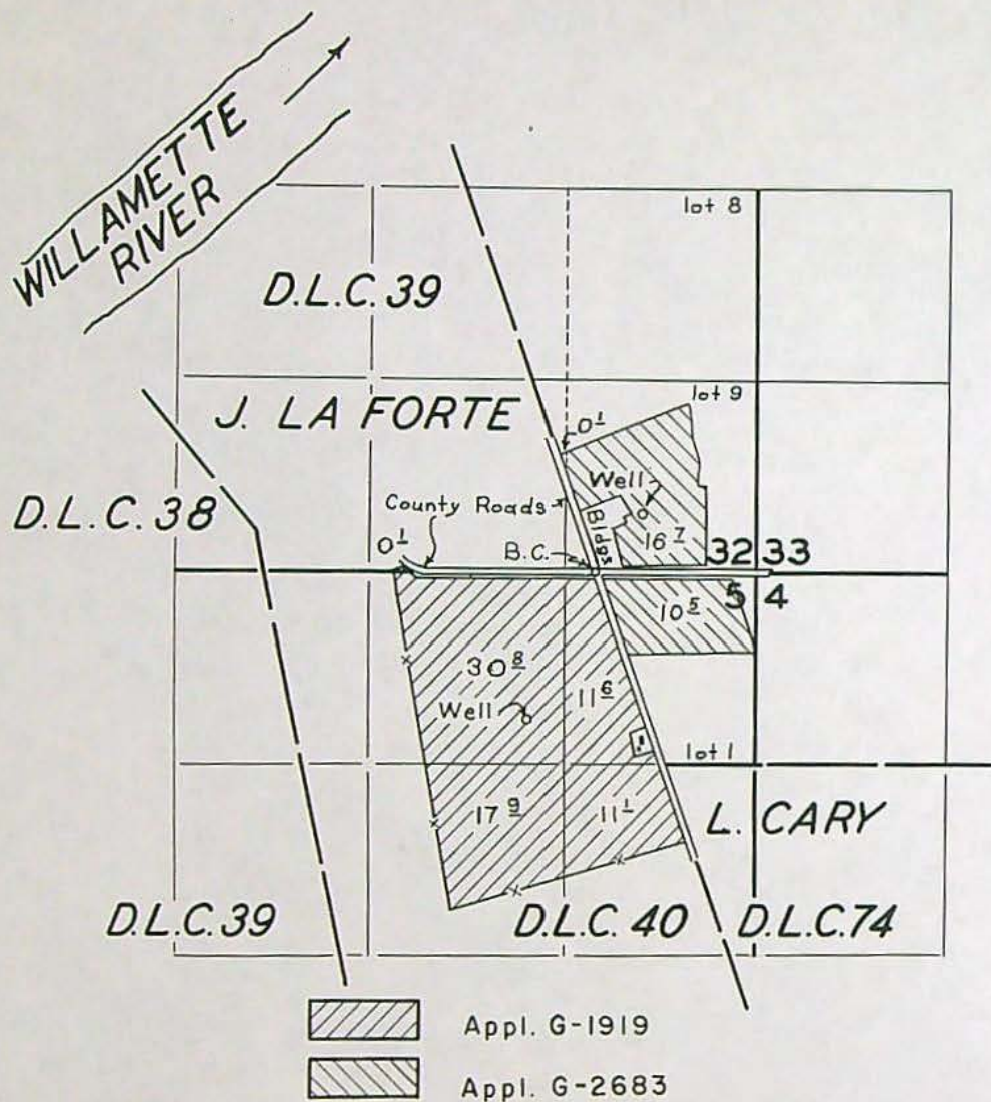 WILLAMETTE
RIVER
lot 8
D.L.C. 39
lot 9
J. LA FORTE
0 1
Well
D.L.C. 38
County Roads
Bldgs
16 7
32 33
0 1
B.C.
5 4
10 5
30 8
11 6
Well
lot 1
17 9
11 1
L. CARY
D.L.C. 39
D.L.C. 40
D.L.C. 74
Appl. G-1919
Appl. G-2683